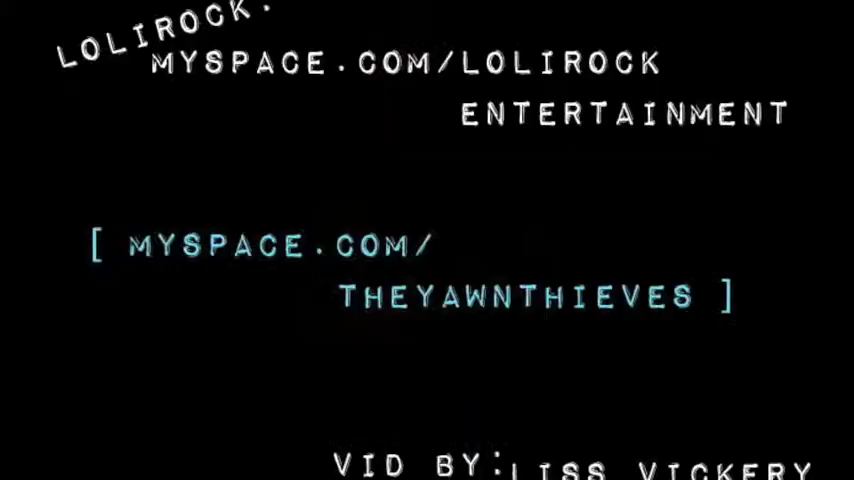 LOLIROCK.
MYSPACE.COM/LOLIROCK
ENTERTAINMENT
[ MYSPACE.COM/
THEYAWNTHIEVES ]
VID BY:LISS VICKERY